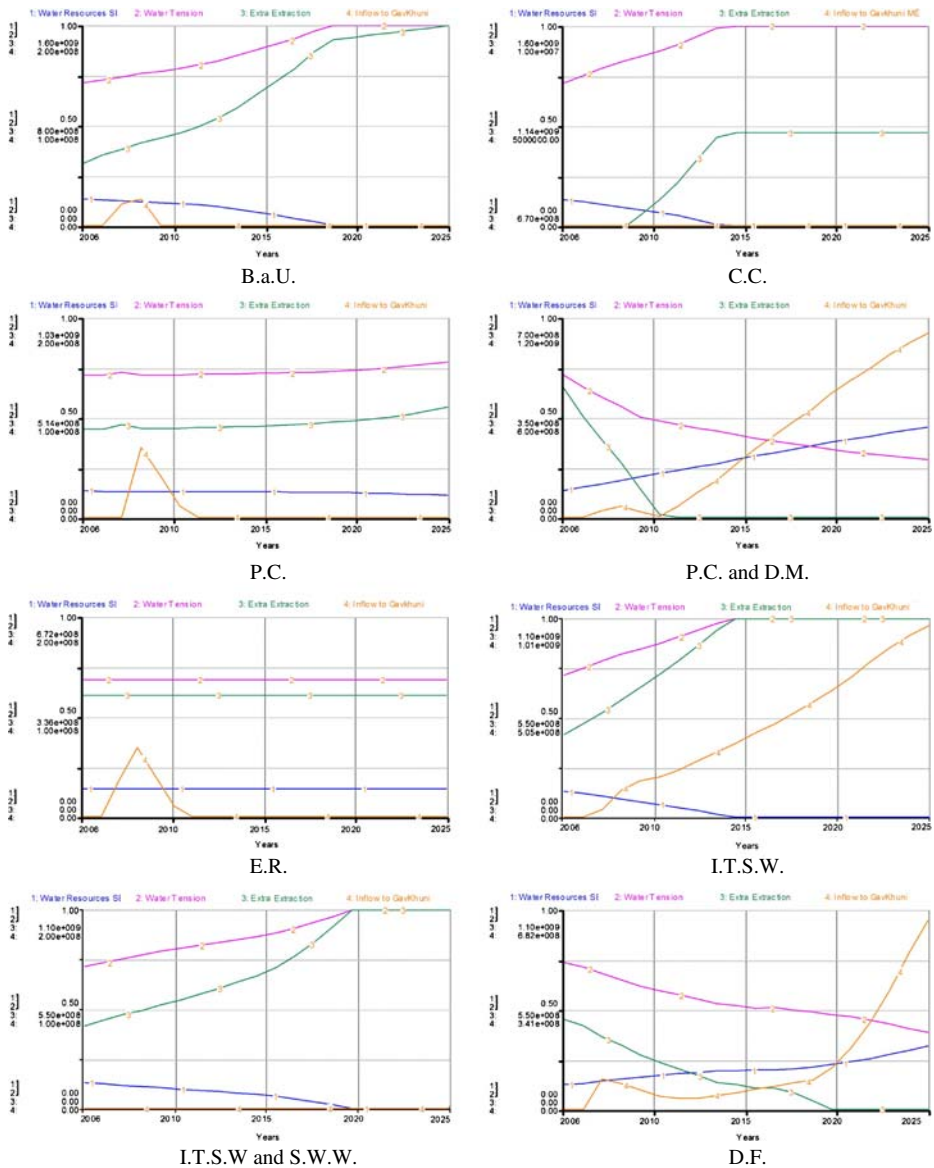 1: Water Resources SI 2: Water Tension 3: Extra Extraction 4: Inflow to GavKhuni
1: Water Resources SI 2: Water Tension 3: Extra Extraction 4: Inflow to Gavkhuni ME
1.00
1.60e+009
2.00e+008
0.50
8.00e+008
1.00e+008
0.00
0.00
0.00
2006 2010 2015 2020 2025
Years
B.a.U.
1.00
1.60e+009
1.00e+007
0.50
1.14e+009
5000000.00
0.00
6.70e+008
0.00
2006 2010 2015 2020 2025
Years
C.C.
1: Water Resources SI 2: Water Tension 3: Extra Extraction 4: Inflow to GavKhuni
1.00
1.03e+009
2.00e+008
0.50
5.14e+008
1.00e+008
0.00
0.00
0.00
2006 2010 2015 2020 2025
Years
P.C.
1: Water Resources SI 2: Water Tension 3: Extra Extraction 4: Inflow to GavKhuni
1.00
7.00e+008
1.20e+009
0.50
3.50e+008
6.00e+008
0.00
0.00
0.00
2006 2010 2015 2020 2025
Years
P.C. and D.M.
1: Water Resources SI 2: Water Tension 3: Extra Extraction 4: Inflow to GavKhuni
1.00
6.72e+008
2.00e+008
0.50
3.36e+008
1.00e+008
0.00
0.00
0.00
2006 2010 2015 2020 2025
Years
E.R.
1: Water Resources SI 2: Water Tension 3: Extra Extraction 4: Inflow to GavKhuni
1.00
1.10e+009
1.01e+009
0.50
5.50e+008
5.05e+008
0.00
0.00
0.00
2006 2010 2015 2020 2025
Years
I.T.S.W.
1: Water Resources SI 2: Water Tension 3: Extra Extraction 4: Inflow to GavKhuni
1.00
1.10e+009
2.00e+008
0.50
5.50e+008
1.00e+008
0.00
0.00
0.00
2006 2010 2015 2020 2025
Years
I.T.S.W and S.W.W.
1: Water Resources SI 2: Water Tension 3: Extra Extraction 4: Inflow to GavKhuni
1.00
1.10e+009
6.82e+008
0.50
5.50e+008
3.41e+008
0.00
0.00
0.00
2006 2010 2015 2020 2025
Years
D.F.